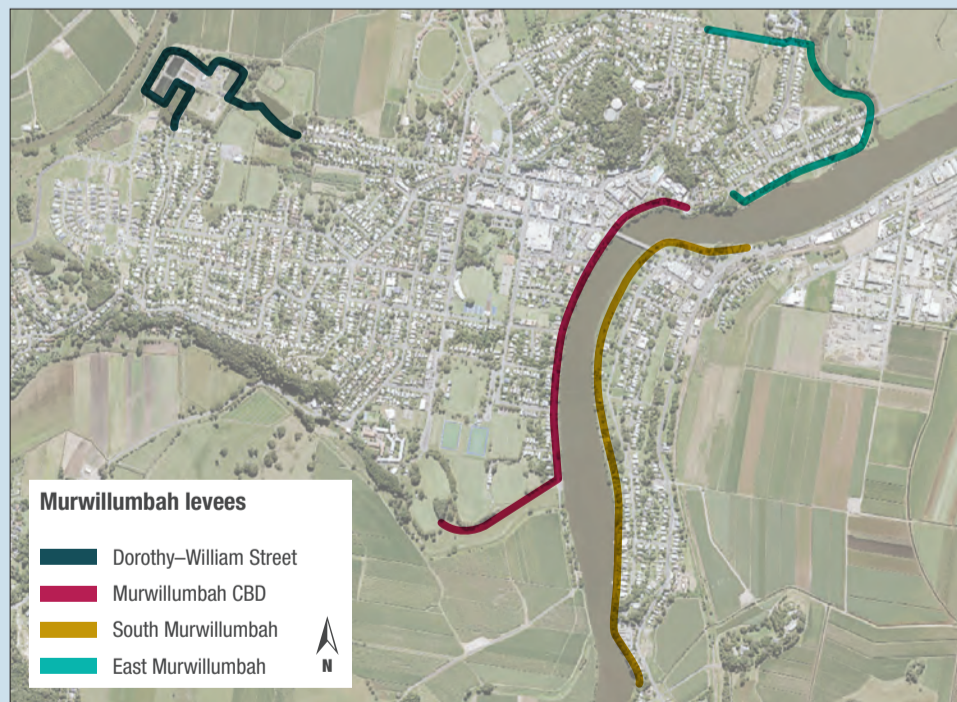 Murwillumbah levees
Dorothy–William Street
Murwillumbah CBD
South Murwillumbah
East Murwillumbah
N